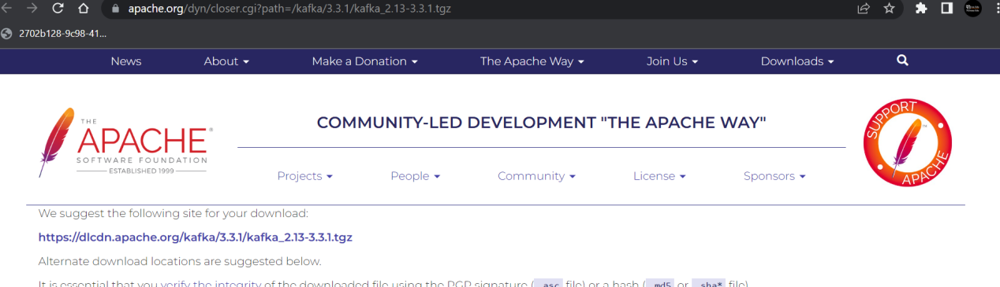 apache.org/dyn/closer.cgi?path=/kafka/3.3.1/kafka_2.13-3.3.1.tgz
2702b128-9c98-41...
News About Make a Donation The Apache Way Join Us Downloads
THE
APACHE®
SOFTWARE FOUNDATION
ESTABLISHED 1999
COMMUNITY-LED DEVELOPMENT "THE APACHE WAY"
Projects People Community License Sponsors
SUPPORT
APACHE
We suggest the following site for your download:
https://dlcdn.apache.org/kafka/3.3.1/kafka_2.13-3.3.1.tgz
Alternate download locations are suggested below.
It is essential that you verify the integrity of the downloaded file using the PGP signature ( .asc file) or a hash ( .md5 or .sha* file).